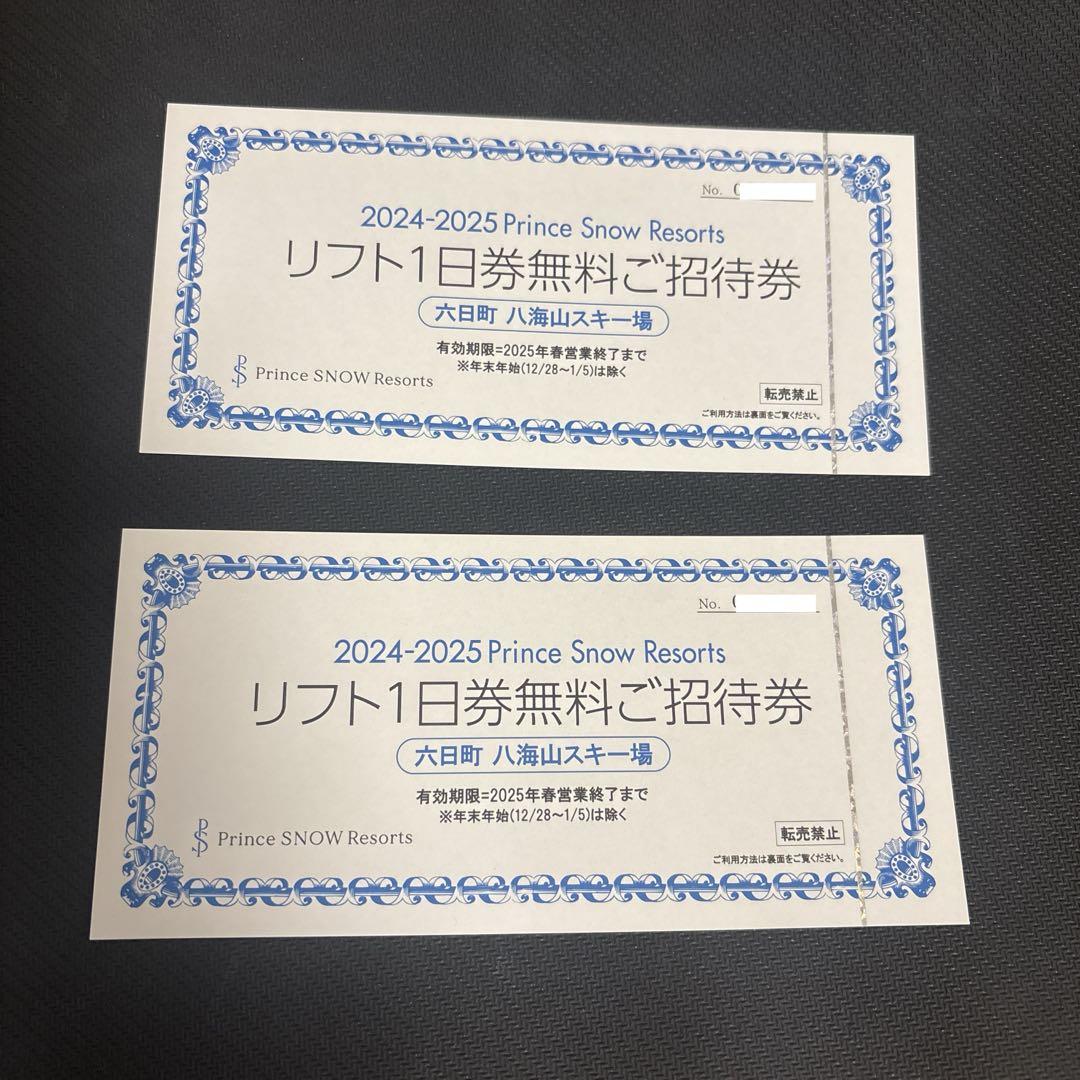 No.
2024-2025 Prince Snow Resorts
リフト1日券無料ご招待券
六日町 八海山スキー場
有効期限=2025年春営業終了まで
※年末年始(12/28〜1/5)は除く
Prince SNOW Resorts
転売禁止
ご利用方法は裏面をご覧ください。
No.
2024-2025 Prince Snow Resorts
リフト1日券無料ご招待券
六日町 八海山スキー場
有効期限=2025年春営業終了まで
※年末年始(12/28〜1/5)は除く
転売禁止
Prince SNOW Resorts
ご利用方法は裏面をご覧ください。